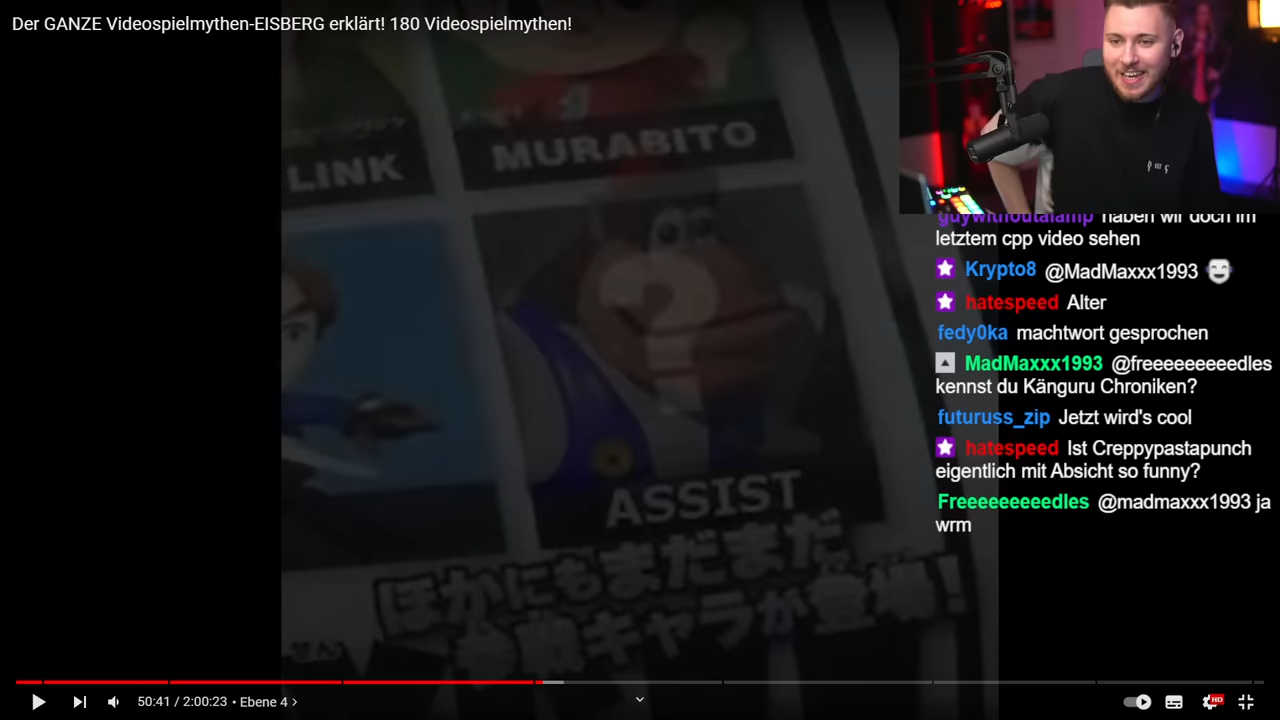 Der GANZE Videospielmythen-EISBERG erklärt! 180 Videospielmythen!
LINK
MURABITO
ASSIST
ほかにもまだまだ
参戦キャラが登場!
guywithoutalamp haben wir doch im
letztem cpp video sehen
Krypto8 @MadMaxxx1993
hatespeed Alter
fedy0ka machtwort gesprochen
MadMaxxx1993 @freeeeeeeeedles
kennst du Känguru Chroniken?
futuruss_zip Jetzt wird's cool
hatespeed Ist Creppypastapunch
eigentlich mit Absicht so funny?
Freeeeeeeeedles @madmaxxx1993 ja
wrm
50:41 / 2:00:23 • Ebene 4 ›
HD